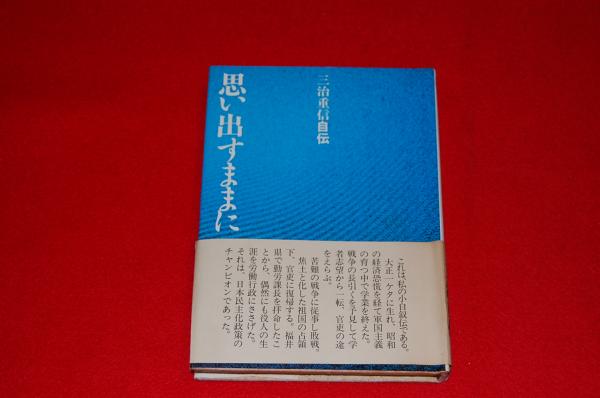 思い出すままに
三治重信自伝
これは、私の小自叙伝である。
大正一ケタに生れ、昭和
の経済恐慌を経て軍国主義
の育つ中で学業を終えた。
戦争の長引くを予見して学
者志望から一転、官吏の途
をえらぶ。
苦難の戦争に従事し敗戦。
焦土と化した祖国の占領
下、官吏に復帰する。福井
県で勤労課長を拝命したこ
とから、偶然にも役人の生
涯を労働行政にささげた。
それは、日本民主化政策の
チャンピオンであった。